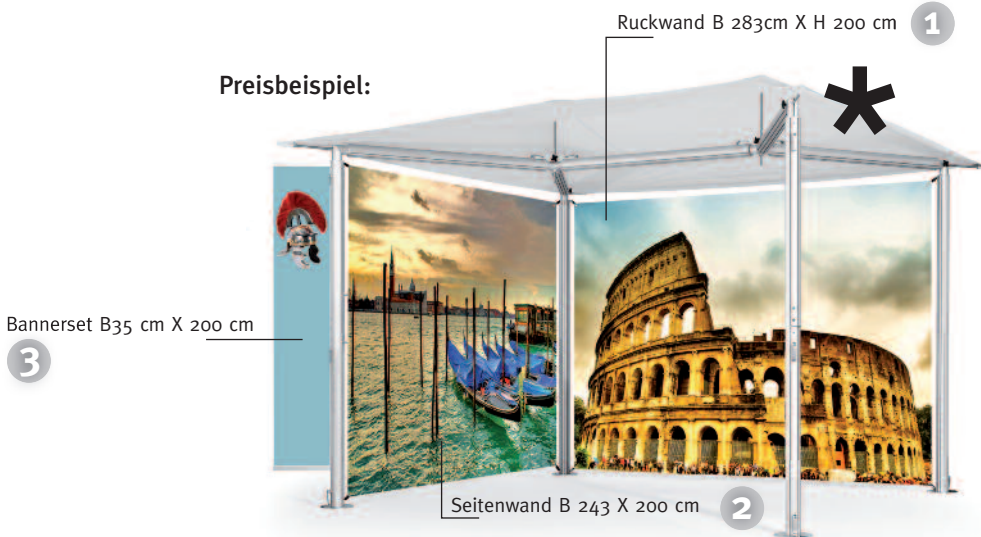 Ruckwand B 283cm X H 200 cm 1
Preisbeispiel:
Bannerset B35 cm X 200 cm
3
Seitenwand B 243 X 200 cm 2